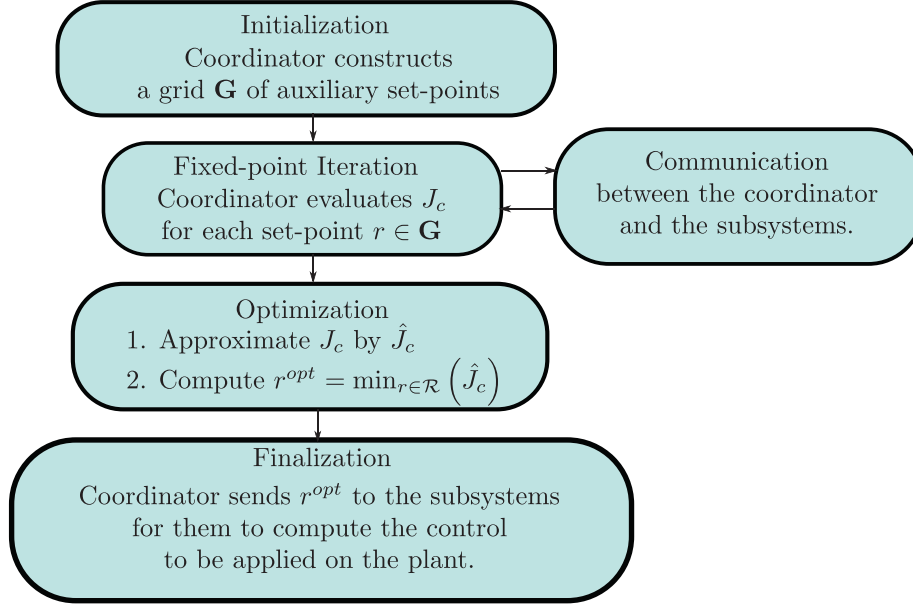 Initialization
Coordinator constructs
a grid G of auxiliary set-points
Fixed-point Iteration
Coordinator evaluates J_c
for each set-point r ∈ G
Communication
between the coordinator
and the subsystems.
Optimization
1. Approximate J_c by Ĵ_c
2. Compute r^{opt} = min_{r∈ℛ} (Ĵ_c)
Finalization
Coordinator sends r^{opt} to the subsystems
for them to compute the control
to be applied on the plant.